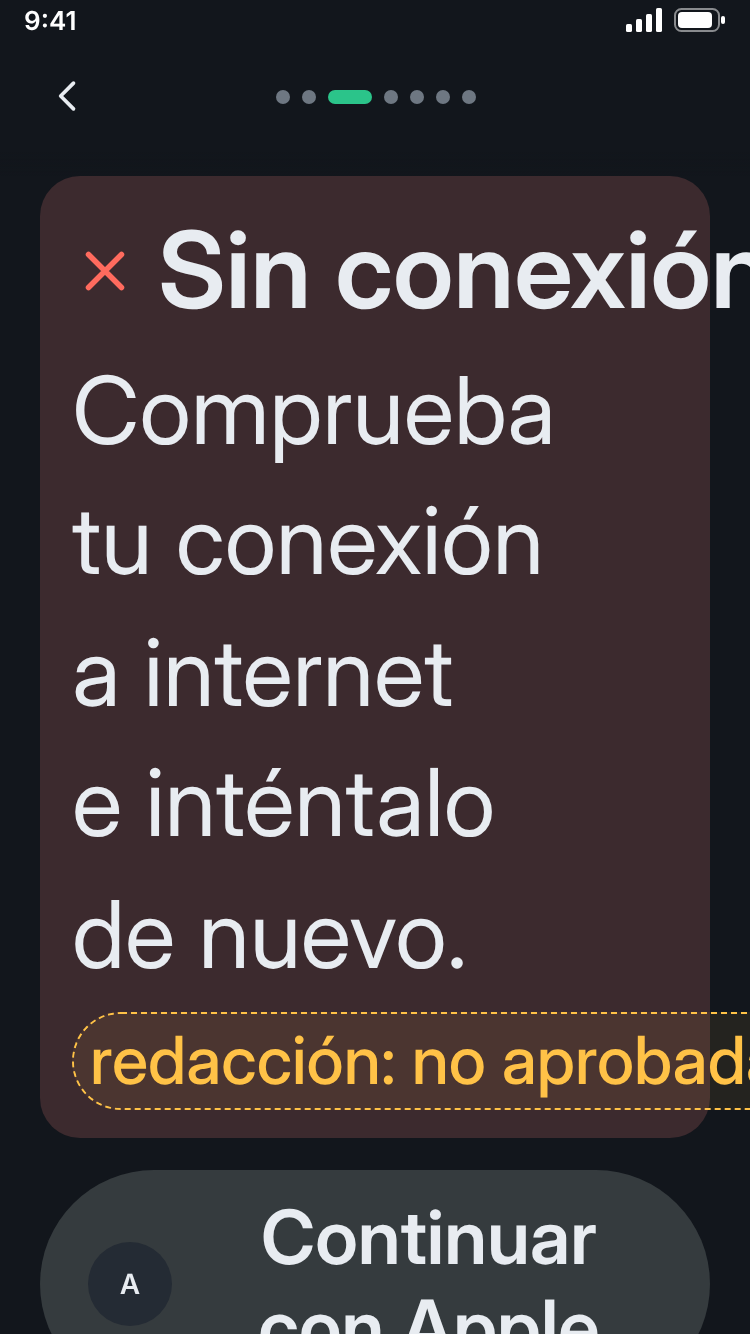 9:41
Sin conexión
Comprueba
tu conexión
a internet
e inténtalo
de nuevo.
redacción: no aprobada
A
Continuar
con Apple